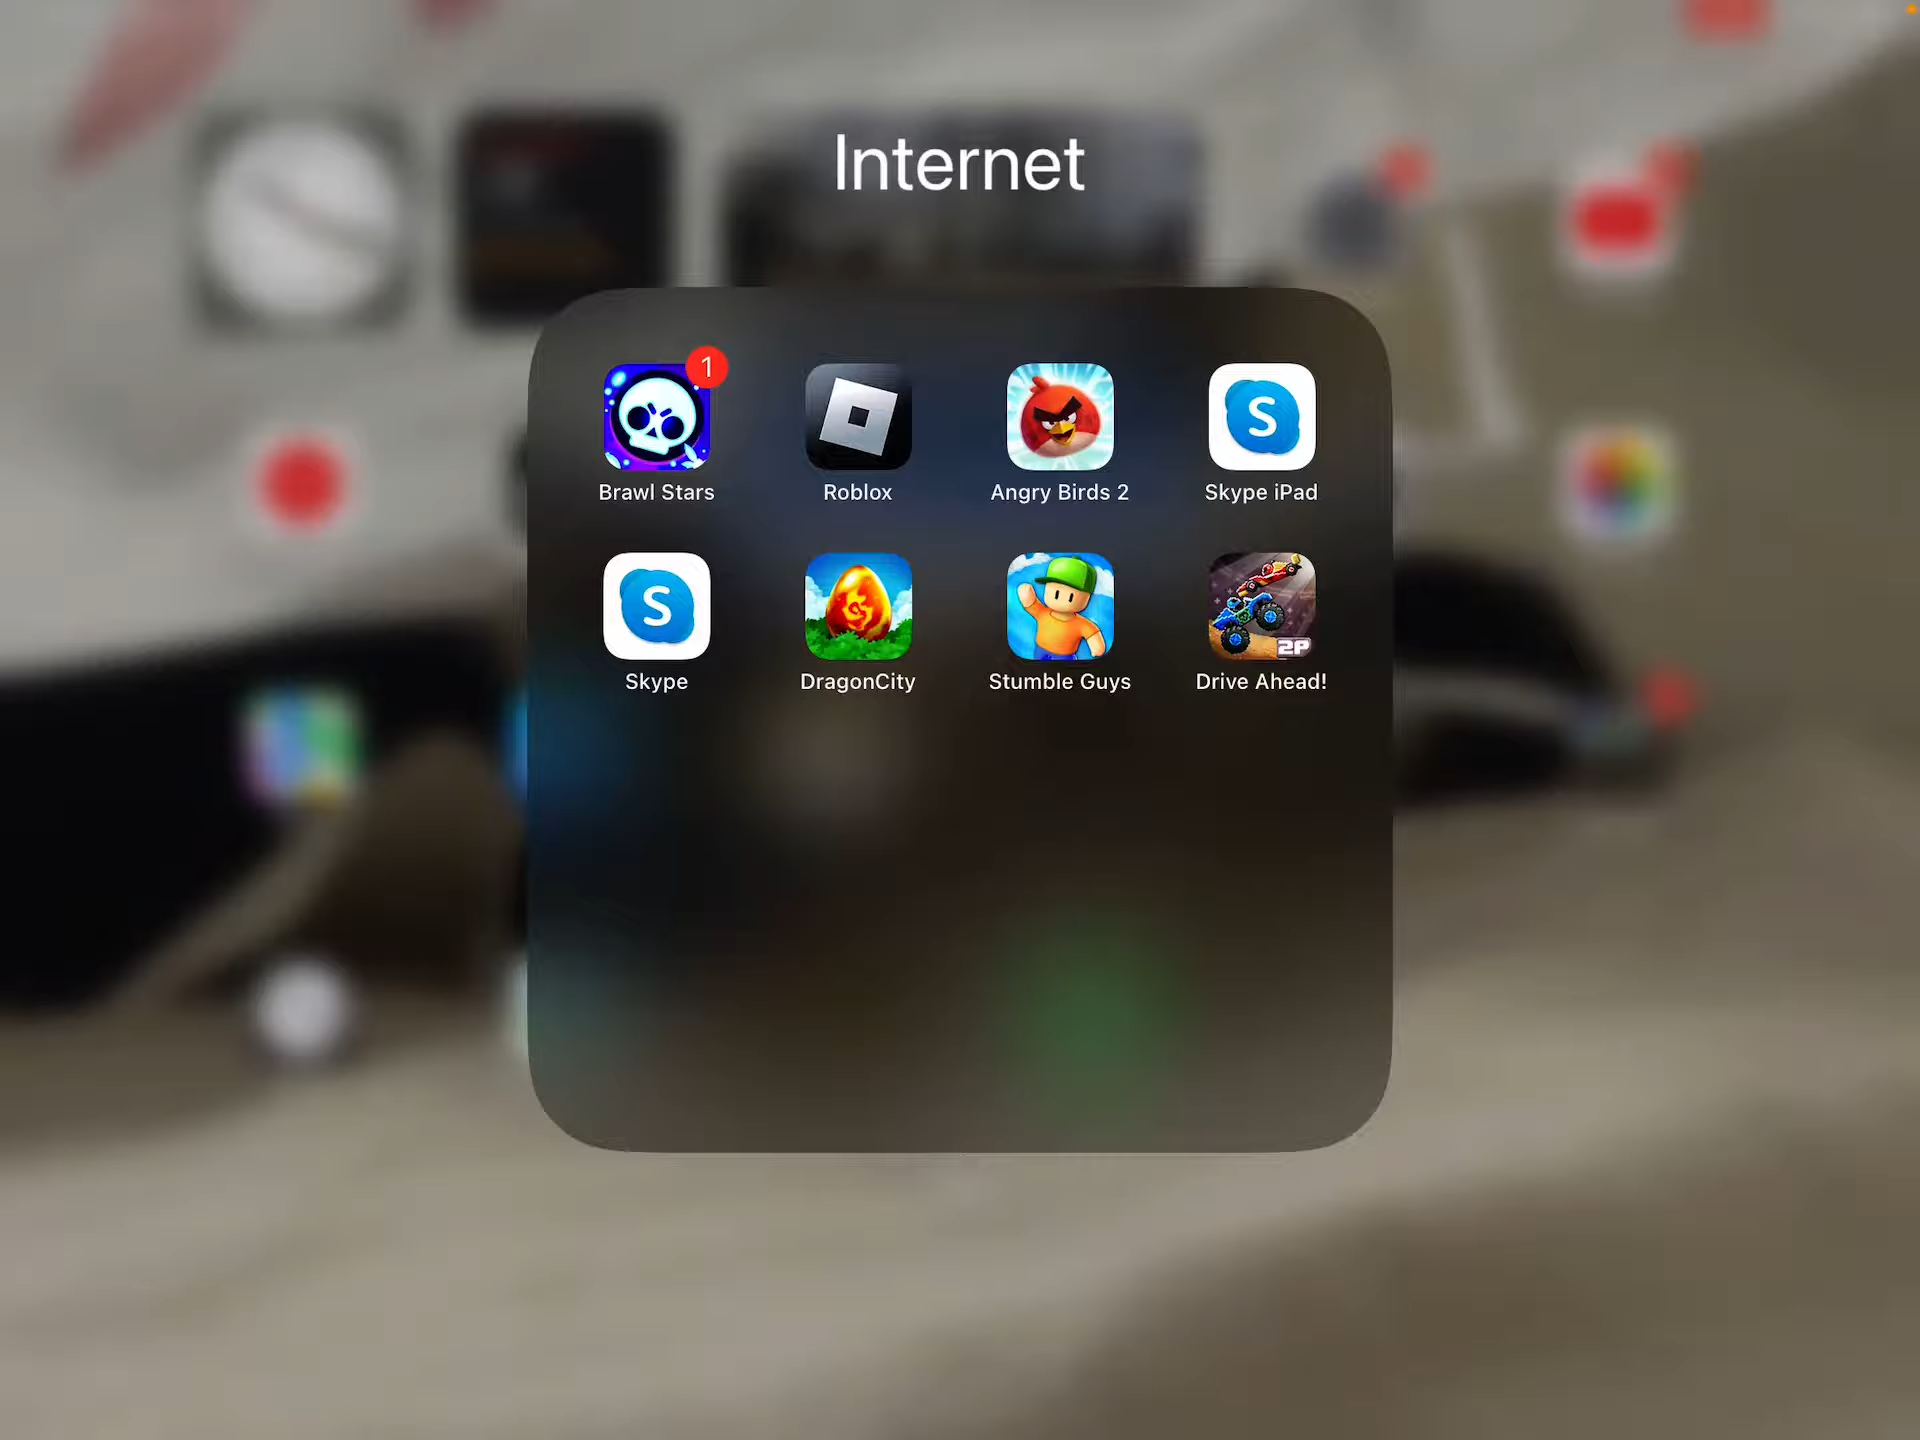 Internet
1
Brawl Stars
Roblox
Angry Birds 2
S
Skype iPad
S
Skype
DragonCity
Stumble Guys
2P
Drive Ahead!